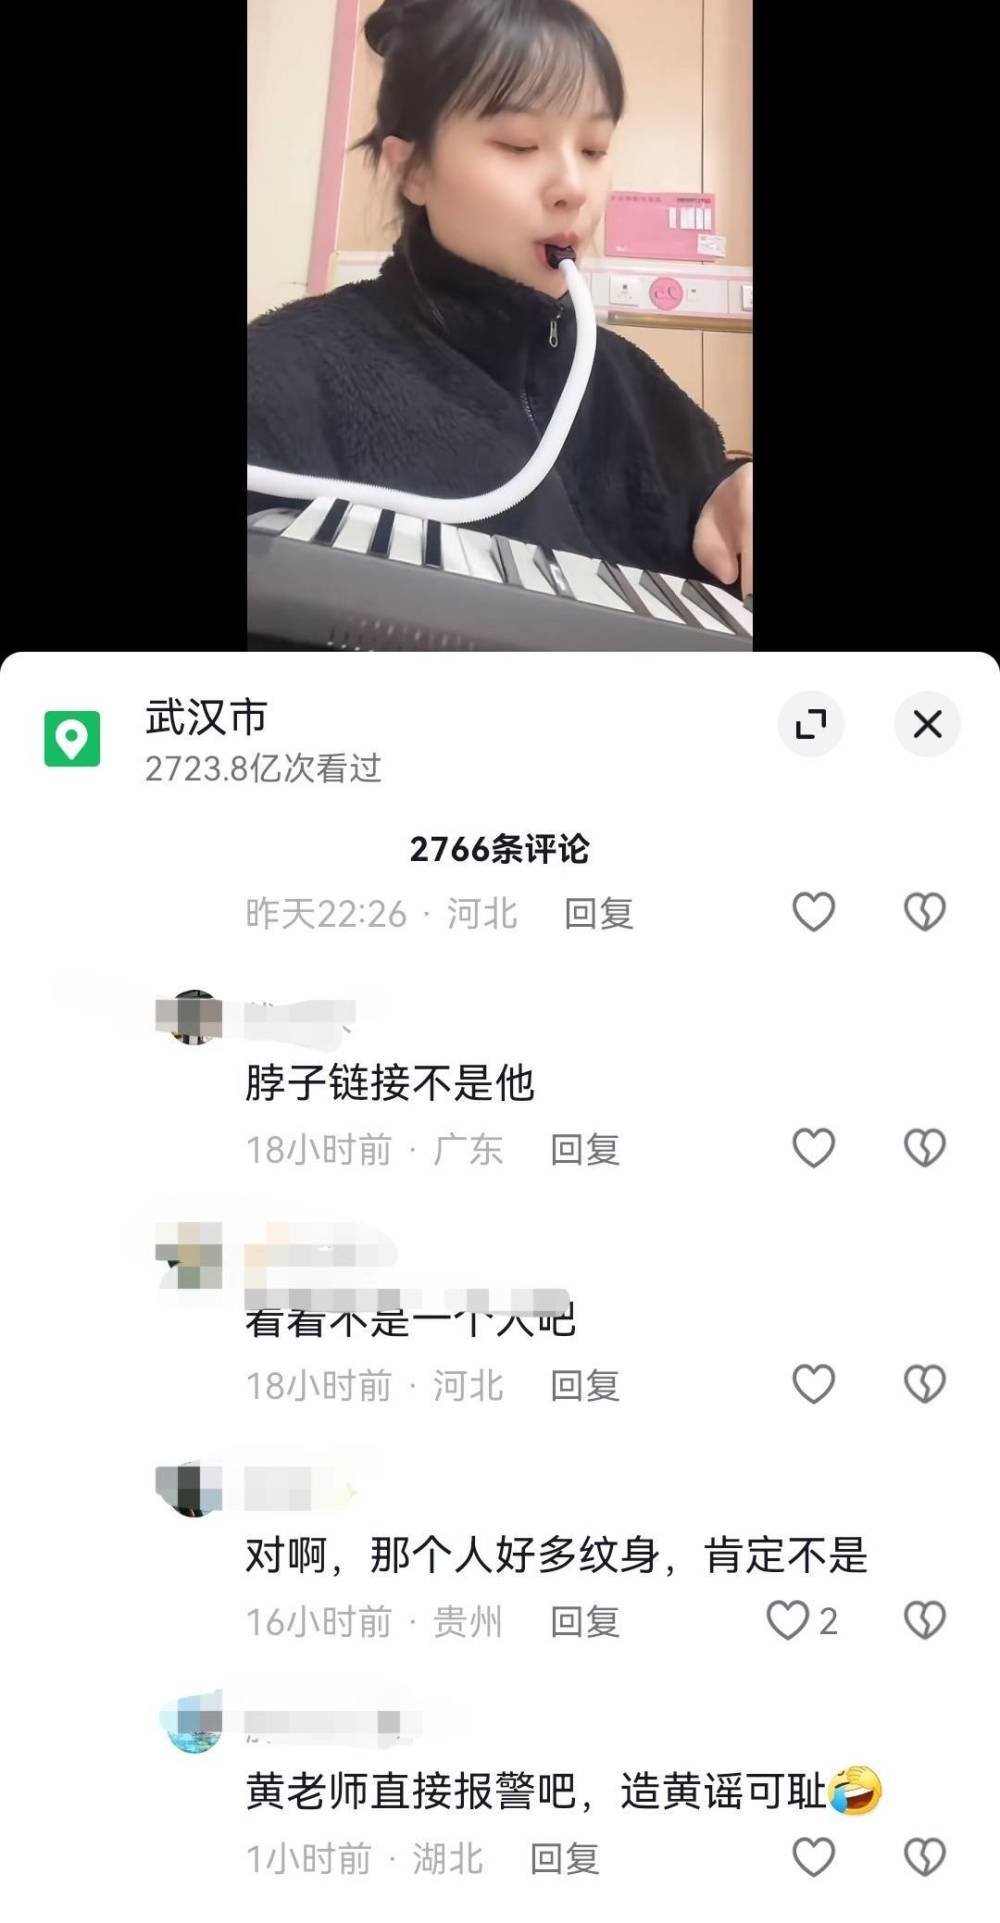 武汉市
2723.8亿次看过
2766条评论
昨天22:26 · 河北 回复
脖子链接不是他
18小时前 · 广东 回复
看看不是一个人吧
18小时前 · 河北 回复
对啊，那个人好多纹身，肯定不是
16小时前 · 贵州 回复 2
黄老师直接报警吧，造黄谣可耻🤣
1小时前 · 湖北 回复